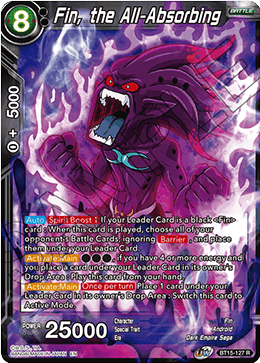 8
Fin, the All-Absorbing
BATTLE
0 + 5000
Auto Spirit Boost 1 If your Leader Card is a black <Fin>
card : When this card is played, choose all of your
opponent's Battle Cards, ignoring Barrier, and place
them under your Leader Card.
Activate:Main if you have 4 or more energy and
you place a card under your Leader Card in its owner's
Drop Area : Play this card from your hand.
Activate:Main Once per turn Place 1 card under your
Leader Card in its owner's Drop Area : Switch this card to
Active Mode.
POWER 25000
Character Fin
Special Trait
Era Dark Empire Saga
BT15-127 R